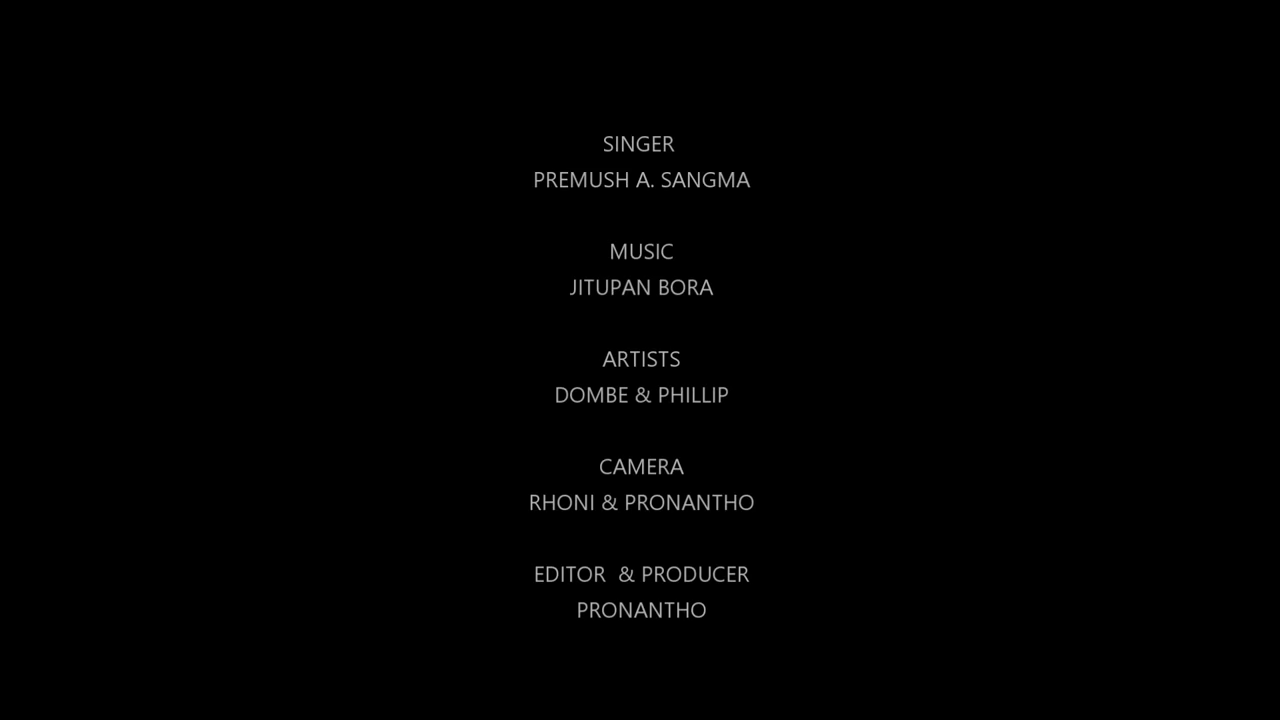 SINGER
PREMUSH A. SANGMA
MUSIC
JITUPAN BORA
ARTISTS
DOMBE & PHILLIP
CAMERA
RHONI & PRONANTHO
EDITOR  & PRODUCER
PRONANTHO